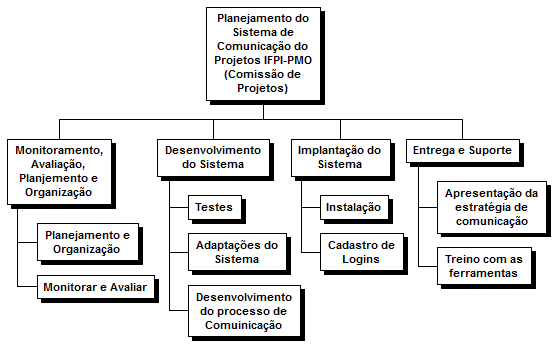 Planejamento do
Sistema de
Comunicação do
Projetos IFPI-PMO
(Comissão de
Projetos)
Monitoramento,
Avaliação,
Planjemento e
Organização
Planejamento e
Organização
Monitorar e Avaliar
Desenvolvimento
do Sistema
Testes
Adaptações do
Sistema
Desenvolvimento
do processo de
Comuinicação
Implantação do
Sistema
Instalação
Cadastro de
Logins
Entrega e Suporte
Apresentação da
estratégia de
comunicação
Treino com as
ferramentas